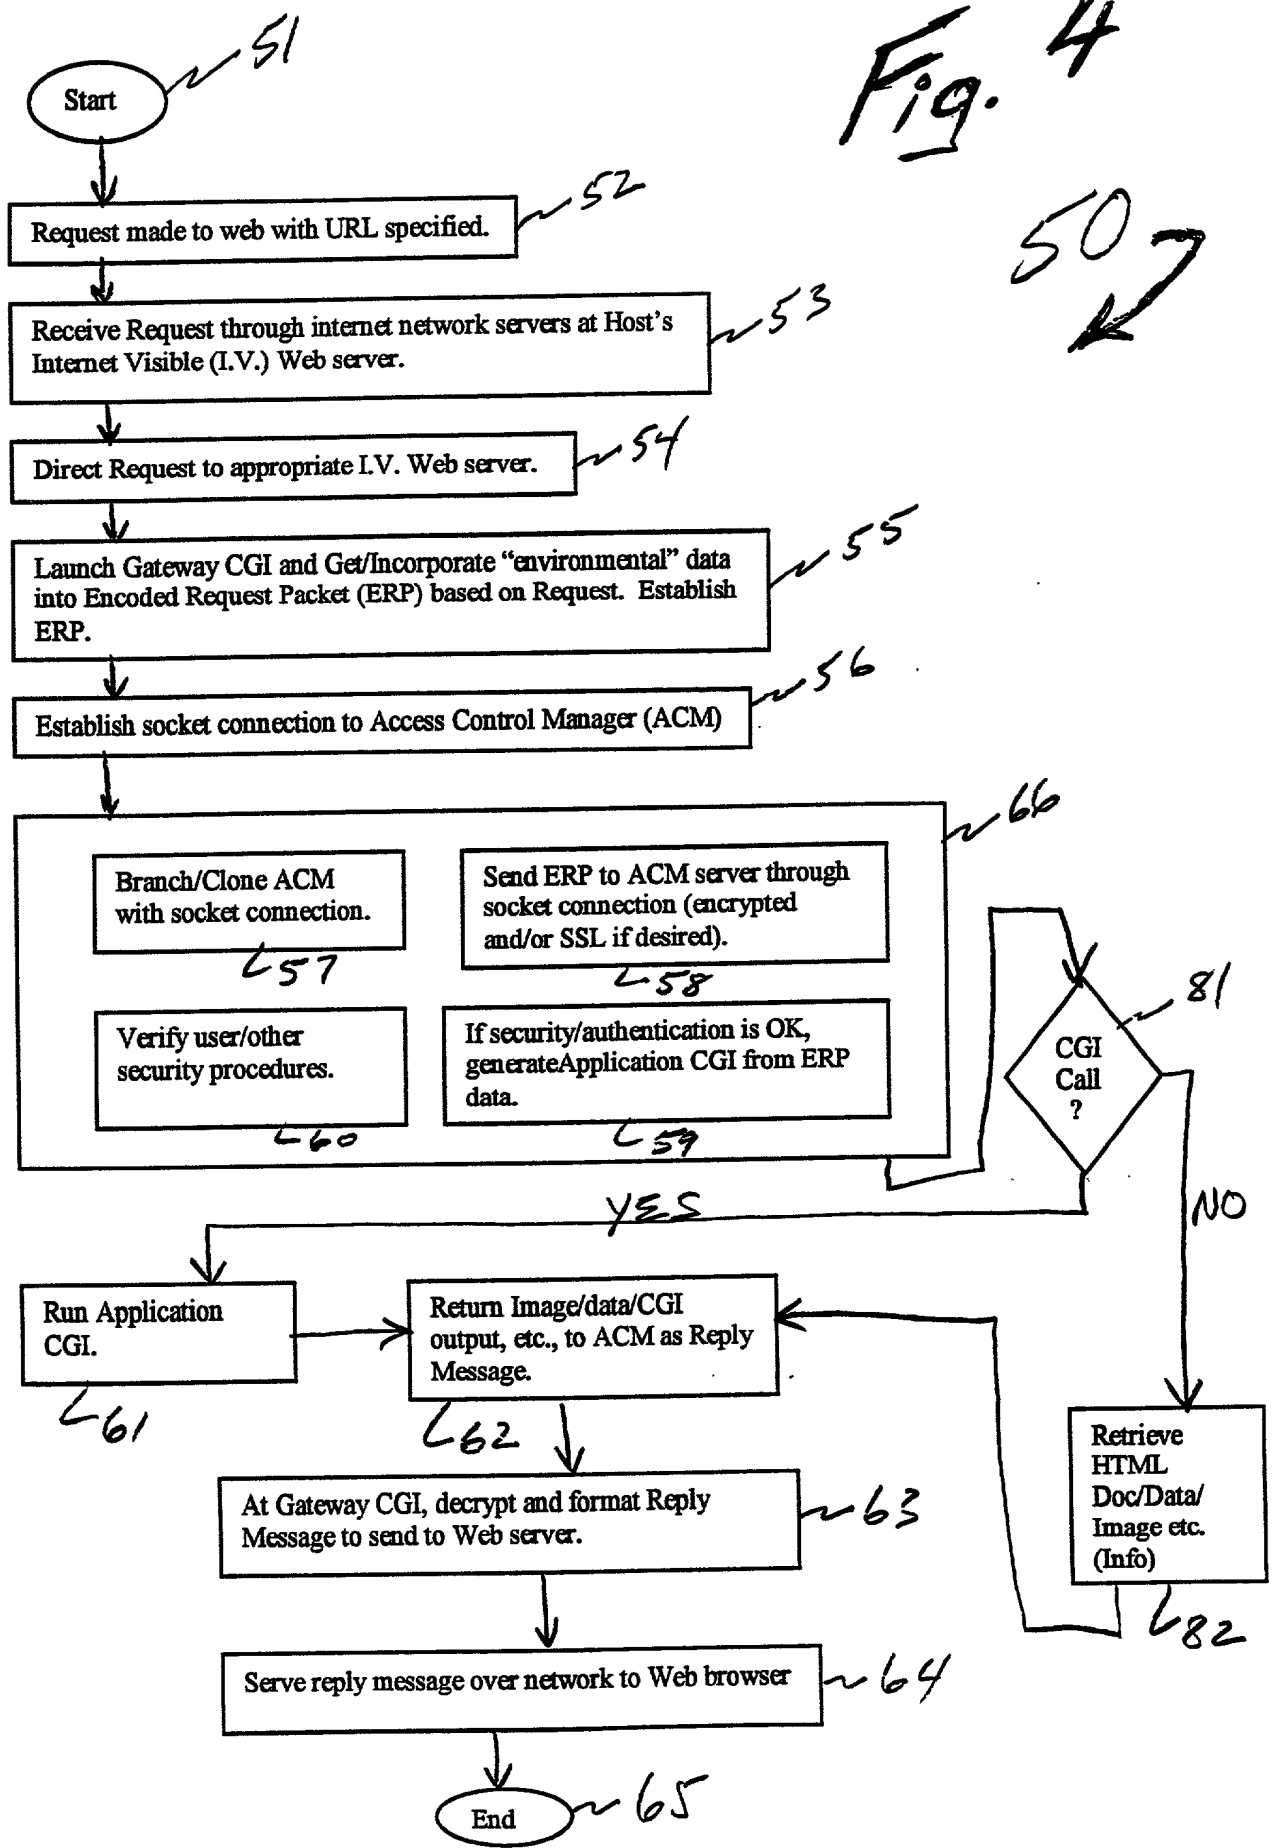 Fig. 4
50
51
Start
52
Request made to web with URL specified.
53
Receive Request through internet network servers at Host's
Internet Visible (I.V.) Web server.
54
Direct Request to appropriate I.V. Web server.
55
Launch Gateway CGI and Get/Incorporate “environmental” data
into Encoded Request Packet (ERP) based on Request. Establish
ERP.
56
Establish socket connection to Access Control Manager (ACM)
66
Branch/Clone ACM
with socket connection.
57
Send ERP to ACM server through
socket connection (encrypted
and/or SSL if desired).
58
Verify user/other
security procedures.
60
If security/authentication is OK,
generateApplication CGI from ERP
data.
59
81
CGI
Call
?
YES
NO
Run Application
CGI.
61
Return Image/data/CGI
output, etc., to ACM as Reply
Message.
62
Retrieve
HTML
Doc/Data/
Image etc.
(Info)
82
At Gateway CGI, decrypt and format Reply
Message to send to Web server.
63
Serve reply message over network to Web browser
64
End
65